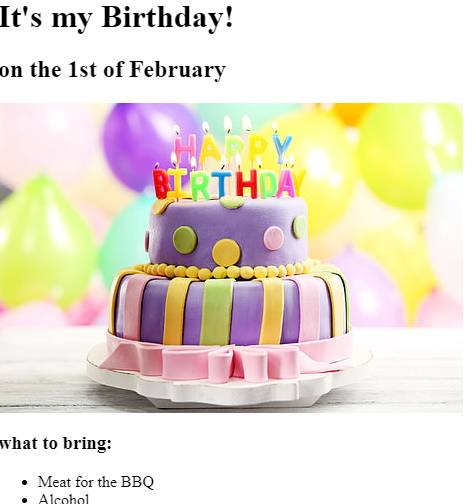 It's my Birthday!
on the 1st of February
HAPPY
BIRTHDAY
what to bring:
Meat for the BBQ
Alcohol